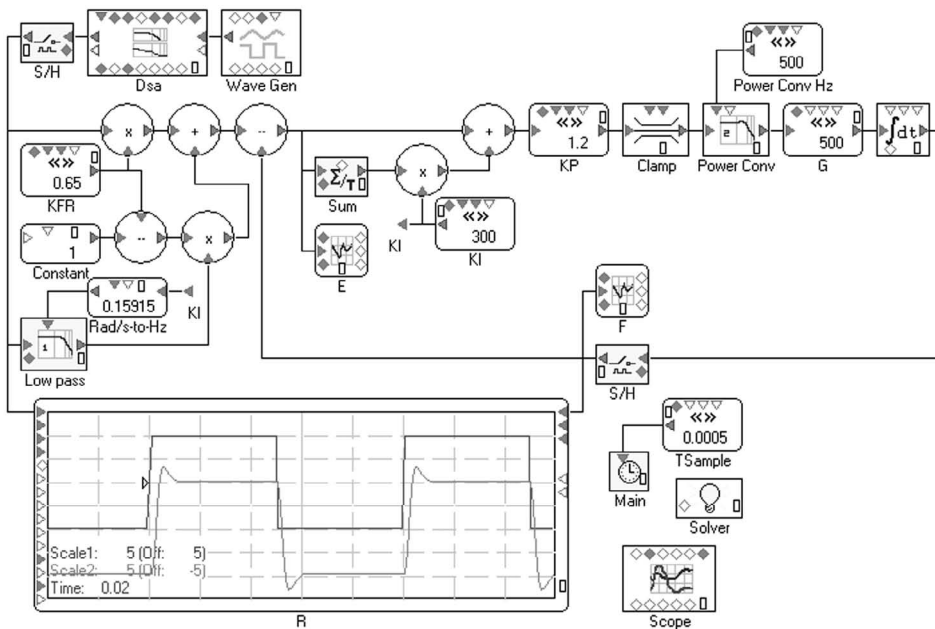 S/H
Dsa
Wave Gen
500
Power Conv Hz
x
+
--
+
1.2
KP
Clamp
2
Power Conv
500
G
∫dt
0.65
KFR
Σ/T
Sum
x
KI
300
KI
1
Constant
--
x
E
0.15915
Rad/s-to-Hz
KI
1
Low pass
F
S/H
0.0005
TSample
Main
Solver
Scale1: 5 (Off: 5)
Scale2: 5 (Off: -5)
Time: 0.02
R
Scope